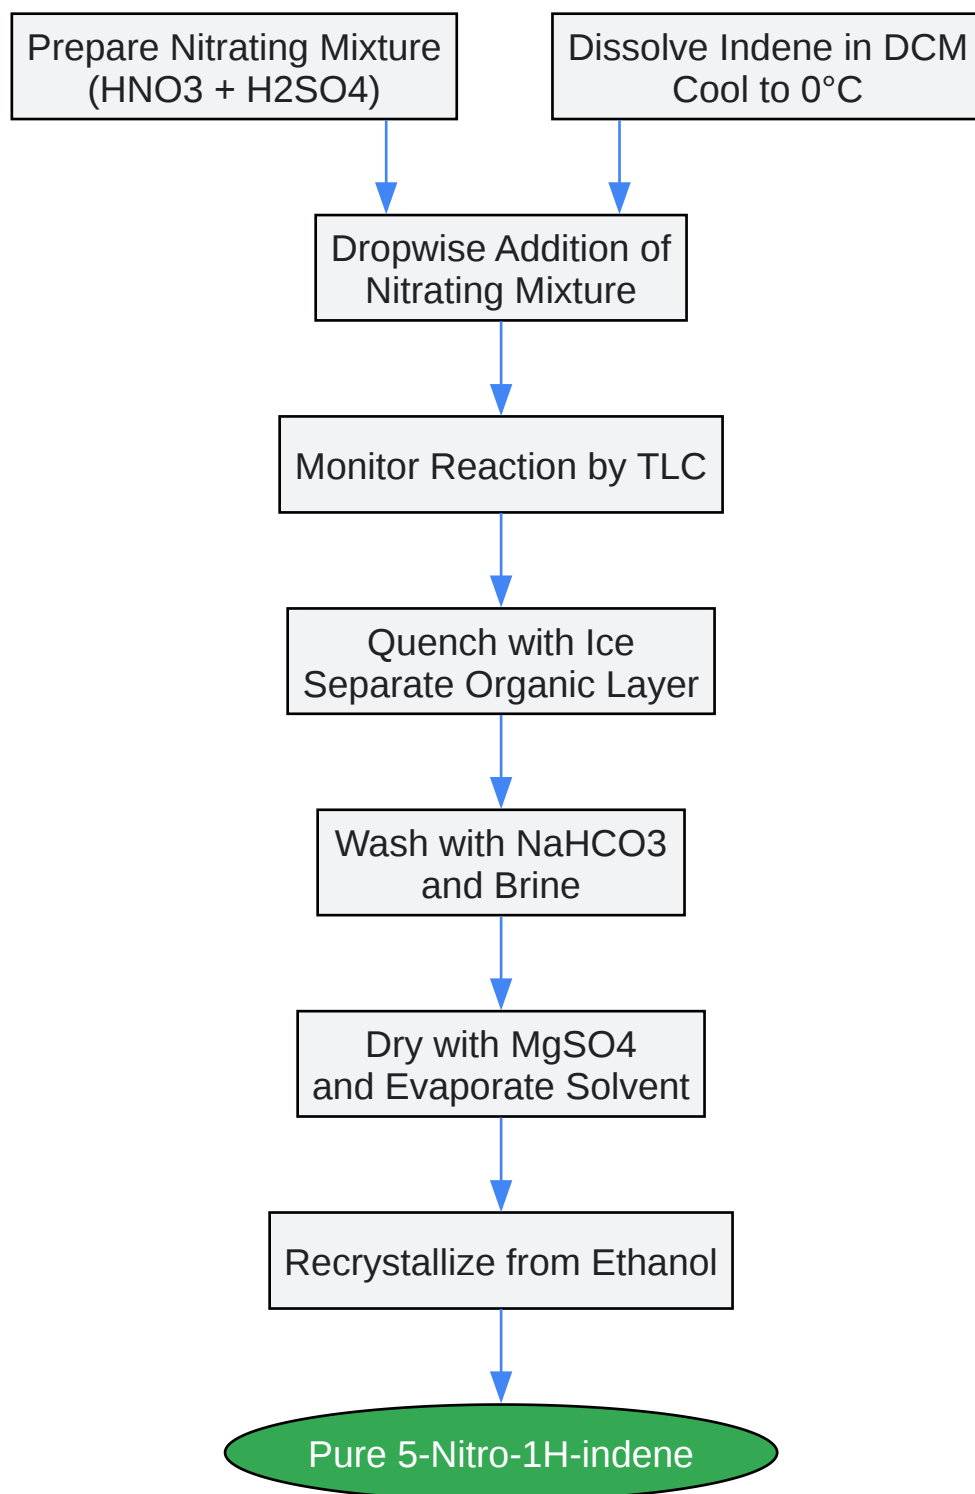 Prepare Nitrating Mixture
(HNO3 + H2SO4)
Dissolve Indene in DCM
Cool to 0°C
Dropwise Addition of
Nitrating Mixture
Monitor Reaction by TLC
Quench with Ice
Separate Organic Layer
Wash with NaHCO3
and Brine
Dry with MgSO4
and Evaporate Solvent
Recrystallize from Ethanol
Pure 5-Nitro-1H-indene